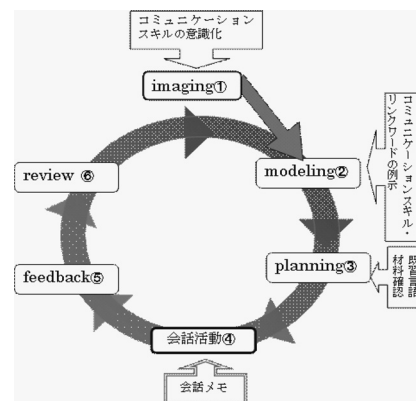 コミュニケーション
スキルの意識化
imaging①
modeling②
コミュニケーションスキル・
リンクワードの例示
planning③
既習言語
材料確認
会話活動④
会話メモ
feedback⑤
review ⑥